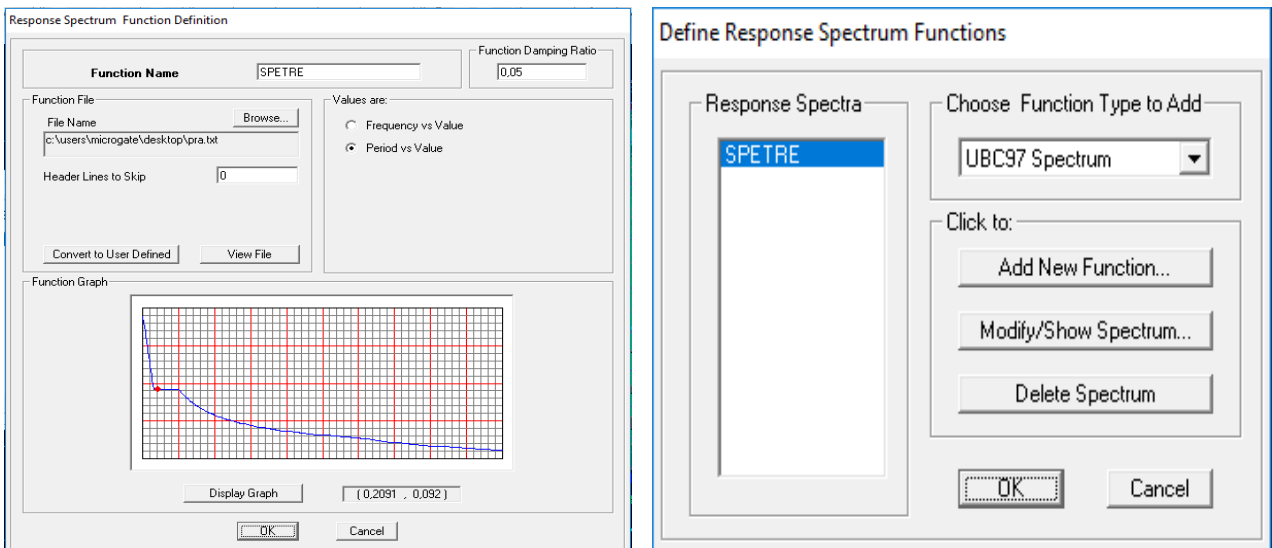 Response Spectrum Function Definition
Function Name
SPETRE
Function Damping Ratio
0,05
Function File
File Name
Browse...
c:\users\microgate\desktop\pra.txt
Header Lines to Skip
0
Convert to User Defined
View File
Values are:
Frequency vs Value
Period vs Value
Function Graph
Display Graph
( 0,2091 , 0,092 )
OK
Cancel
Define Response Spectrum Functions
Response Spectra
SPETRE
Choose Function Type to Add
UBC97 Spectrum
Click to:
Add New Function...
Modify/Show Spectrum...
Delete Spectrum
OK
Cancel